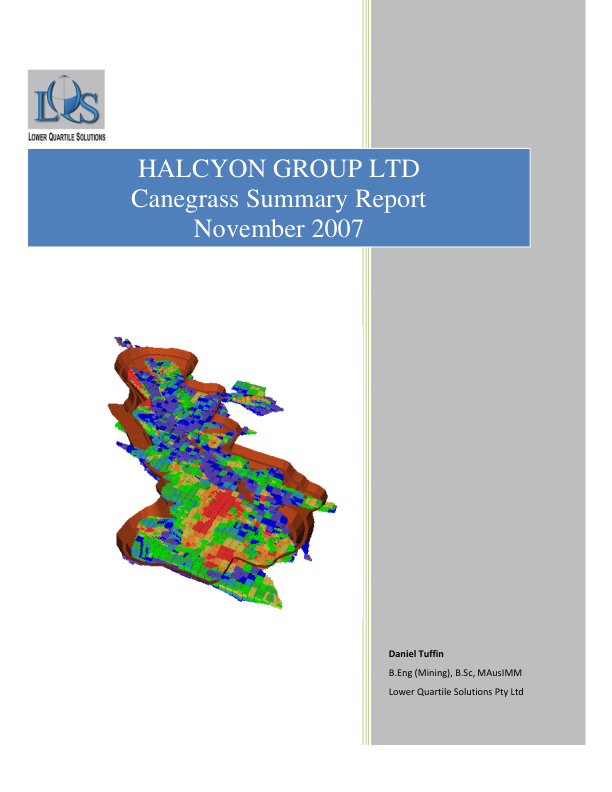 LQS
LOWER QUARTILE SOLUTIONS
HALCYON GROUP LTD
Canegrass Summary Report
November 2007
Daniel Tuffin
B.Eng (Mining), B.Sc, MAusIMM
Lower Quartile Solutions Pty Ltd